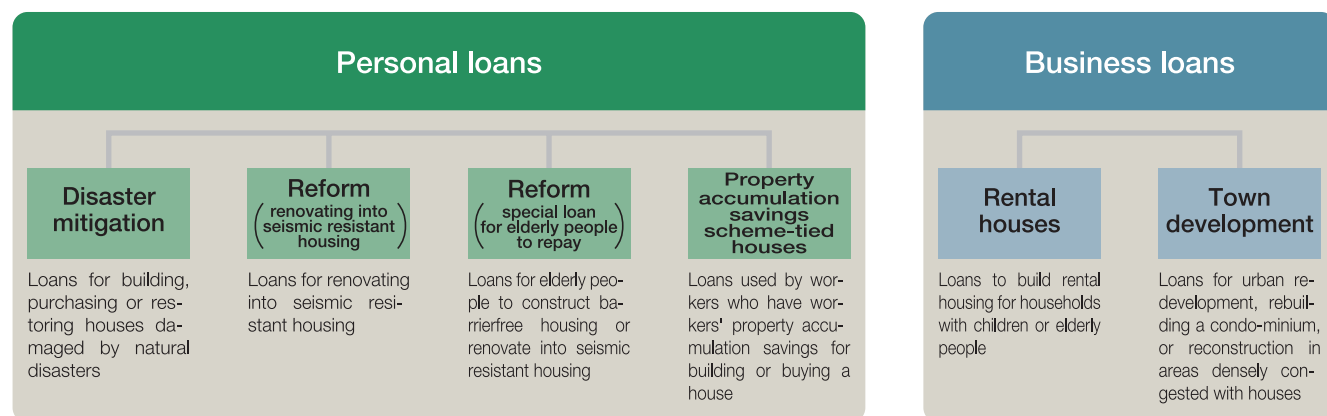 Personal loans
Disaster
mitigation
Loans for building,
purchasing or res-
toring houses da-
maged by natural
disasters
Reform
(renovating into
seismic resistant
housing)
Loans for renovating
into seismic resi-
stant housing
Reform
(special loan
for elderly people
to repay)
Loans for elderly peo-
ple to construct ba-
rrierfree housing or
renovate into seismic
resistant housing
Property
accumulation
savings
scheme-tied
houses
Loans used by wor-
kers who have wor-
kers' property accu-
mulation savings for
building or buying a
house
Business loans
Rental
houses
Loans to build rental
housing for households
with children or elderly
people
Town
development
Loans for urban re-
development, rebui-
lding a condo-minium,
or reconstruction in
areas densely con-
gested with houses